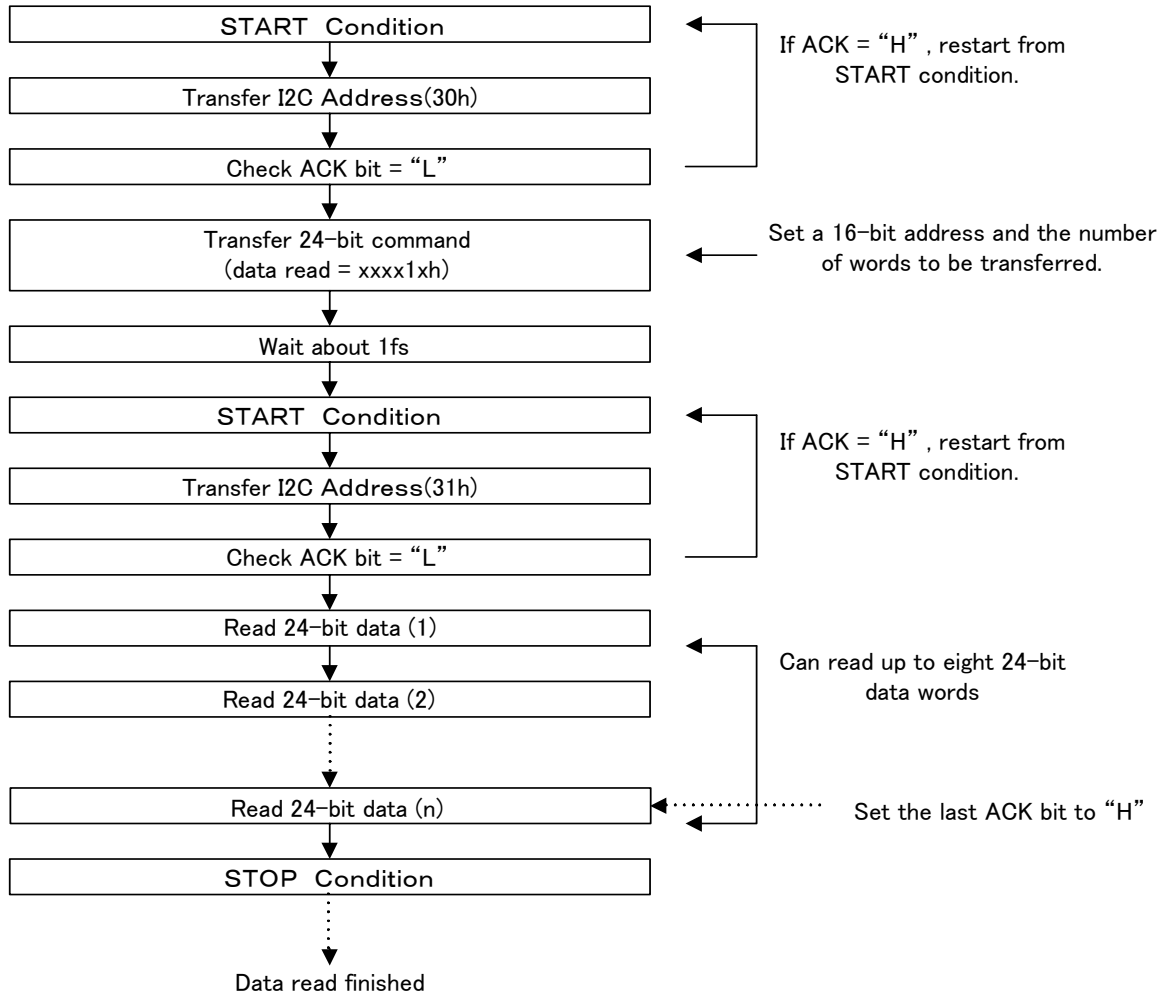 START Condition
If ACK = “H” , restart from
START condition.
Transfer I2C Address(30h)
Check ACK bit = “L”
Transfer 24-bit command
(data read = xxxx1xh)
Set a 16-bit address and the number
of words to be transferred.
Wait about 1fs
START Condition
If ACK = “H” , restart from
START condition.
Transfer I2C Address(31h)
Check ACK bit = “L”
Read 24-bit data (1)
Can read up to eight 24-bit
data words
Read 24-bit data (2)
Read 24-bit data (n)
Set the last ACK bit to “H”
STOP Condition
Data read finished